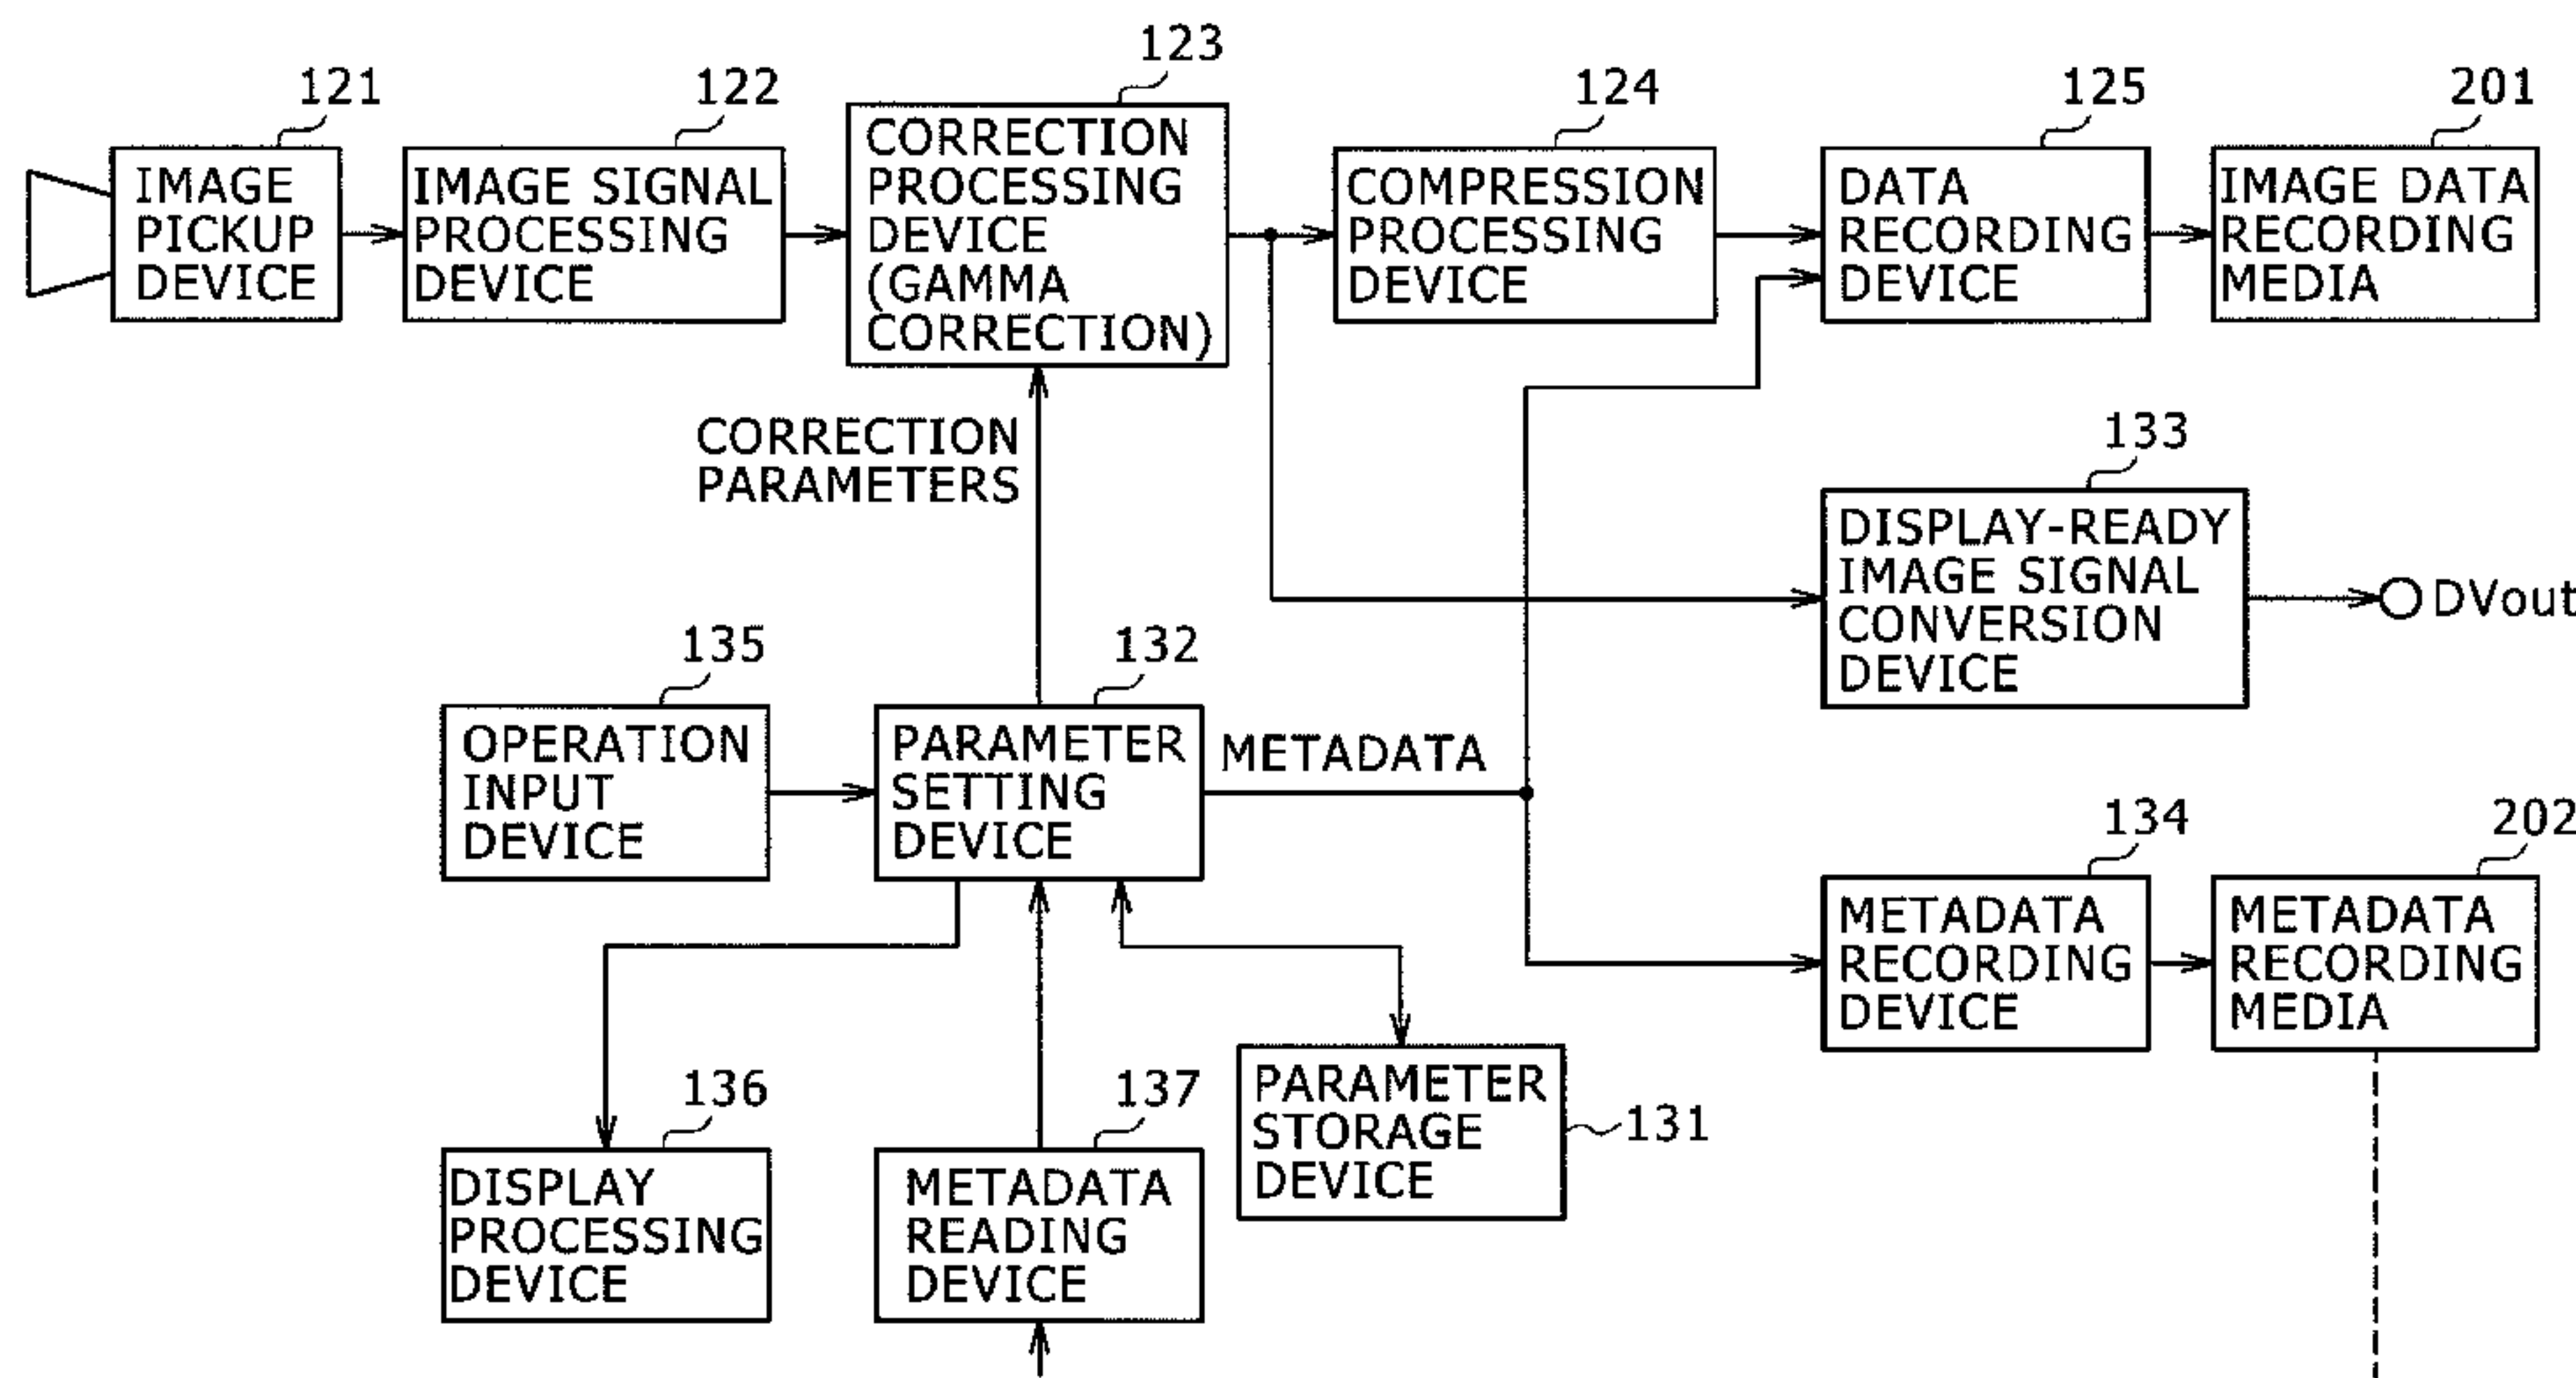 121
IMAGE
PICKUP
DEVICE
122
IMAGE SIGNAL
PROCESSING
DEVICE
123
CORRECTION
PROCESSING
DEVICE
(GAMMA
CORRECTION)
124
COMPRESSION
PROCESSING
DEVICE
125
DATA
RECORDING
DEVICE
201
IMAGE DATA
RECORDING
MEDIA
CORRECTION
PARAMETERS
133
DISPLAY-READY
IMAGE SIGNAL
CONVERSION
DEVICE
DVout
135
OPERATION
INPUT
DEVICE
132
PARAMETER
SETTING
DEVICE
METADATA
134
METADATA
RECORDING
DEVICE
202
METADATA
RECORDING
MEDIA
136
DISPLAY
PROCESSING
DEVICE
137
METADATA
READING
DEVICE
PARAMETER
STORAGE
DEVICE
131